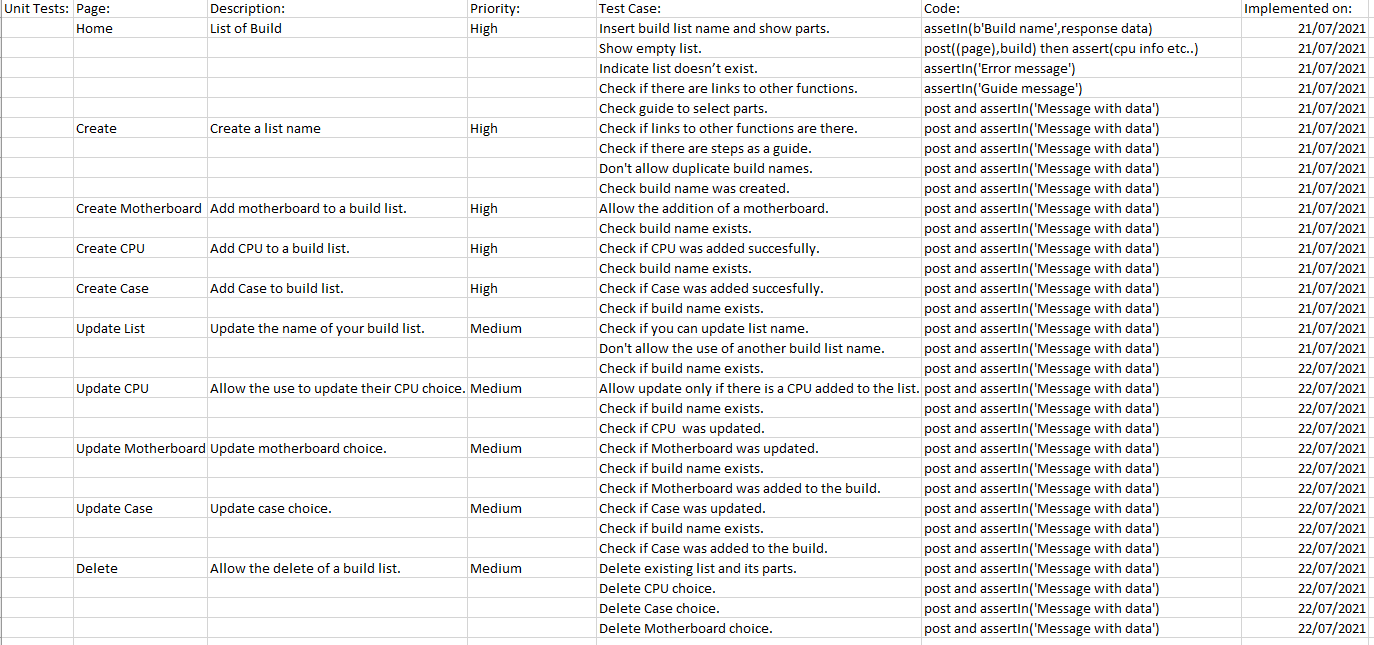 Unit Tests: Page: Description: Priority: Test Case: Code: Implemented on:
Home List of Build High Insert build list name and show parts. assetIn(b'Build name',response data) 21/07/2021
Show empty list. post((page),build) then assert(cpu info etc..) 21/07/2021
Indicate list doesn’t exist. assertIn('Error message') 21/07/2021
Check if there are links to other functions. assertIn('Guide message') 21/07/2021
Check guide to select parts. post and assertIn('Message with data') 21/07/2021
Create Create a list name High Check if links to other functions are there. post and assertIn('Message with data') 21/07/2021
Check if there are steps as a guide. post and assertIn('Message with data') 21/07/2021
Don't allow duplicate build names. post and assertIn('Message with data') 21/07/2021
Check build name was created. post and assertIn('Message with data') 21/07/2021
Create Motherboard Add motherboard to a build list. High Allow the addition of a motherboard. post and assertIn('Message with data') 21/07/2021
Check build name exists. post and assertIn('Message with data') 21/07/2021
Create CPU Add CPU to a build list. High Check if CPU was added succesfully. post and assertIn('Message with data') 21/07/2021
Check build name exists. post and assertIn('Message with data') 21/07/2021
Create Case Add Case to build list. High Check if Case was added succesfully. post and assertIn('Message with data') 21/07/2021
Check if build name exists. post and assertIn('Message with data') 21/07/2021
Update List Update the name of your build list. Medium Check if you can update list name. post and assertIn('Message with data') 21/07/2021
Don't allow the use of another build list name. post and assertIn('Message with data') 21/07/2021
Check if build name exists. post and assertIn('Message with data') 22/07/2021
Update CPU Allow the use to update their CPU choice. Medium Allow update only if there is a CPU added to the list. post and assertIn('Message with data') 22/07/2021
Check if build name exists. post and assertIn('Message with data') 22/07/2021
Check if CPU was updated. post and assertIn('Message with data') 22/07/2021
Update Motherboard Update motherboard choice. Medium Check if Motherboard was updated. post and assertIn('Message with data') 22/07/2021
Check if build name exists. post and assertIn('Message with data') 22/07/2021
Check if Motherboard was added to the build. post and assertIn('Message with data') 22/07/2021
Update Case Update case choice. Medium Check if Case was updated. post and assertIn('Message with data') 22/07/2021
Check if build name exists. post and assertIn('Message with data') 22/07/2021
Check if Case was added to the build. post and assertIn('Message with data') 22/07/2021
Delete Allow the delete of a build list. Medium Delete existing list and its parts. post and assertIn('Message with data') 22/07/2021
Delete CPU choice. post and assertIn('Message with data') 22/07/2021
Delete Case choice. post and assertIn('Message with data') 22/07/2021
Delete Motherboard choice. post and assertIn('Message with data') 22/07/2021